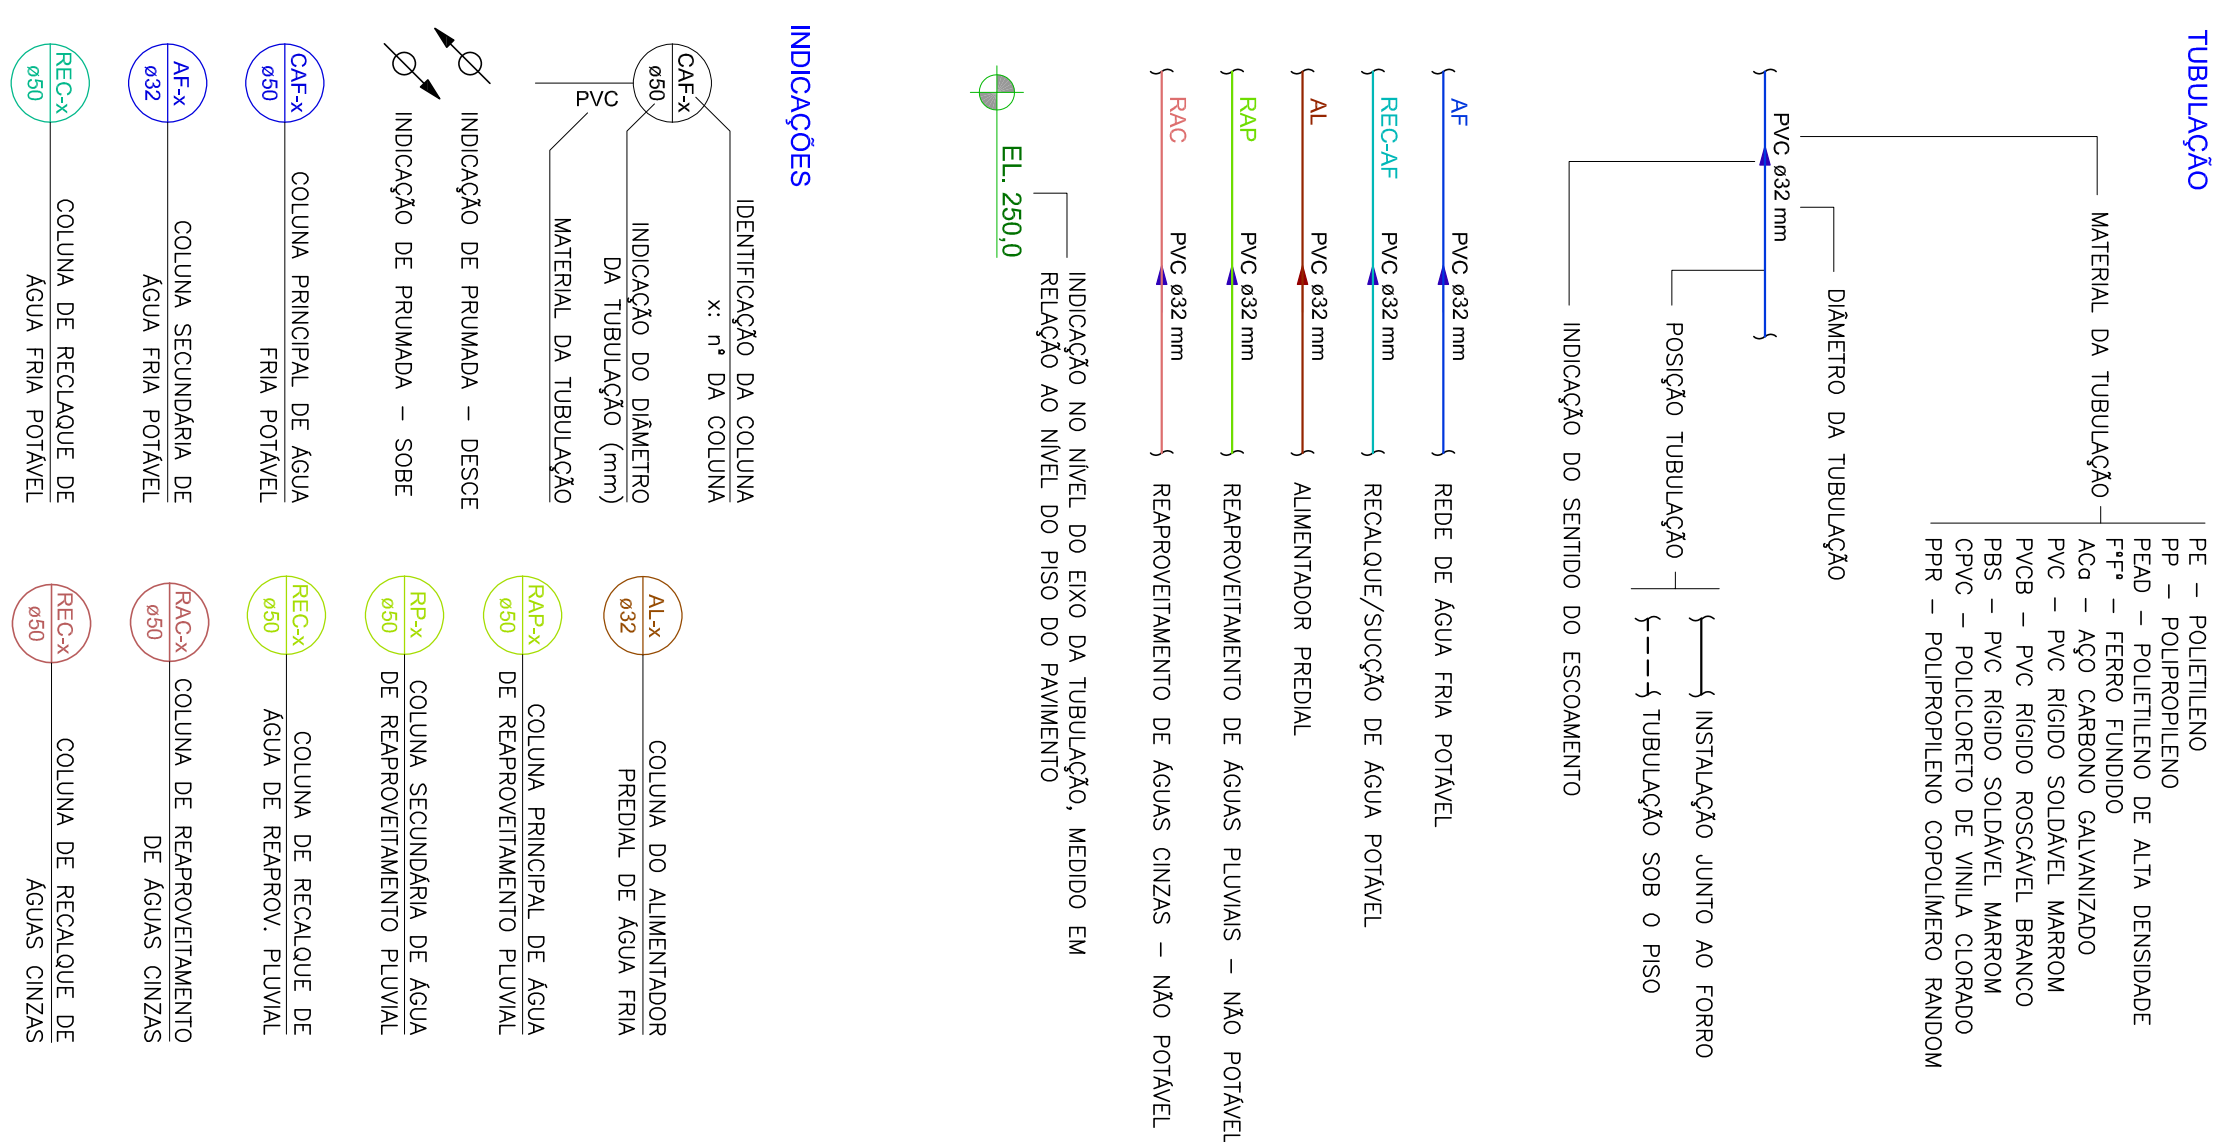 TUBULAÇÃO
PE – POLIETILENO
PP – POLIPROPILENO
PEAD – POLIETILENO DE ALTA DENSIDADE
FºFº – FERRO FUNDIDO
ACG – AÇO CARBONO GALVANIZADO
PVC – PVC RÍGIDO SOLDÁVEL MARROM
PVCB – PVC RÍGIDO ROSCÁVEL BRANCO
PBS – PVC RÍGIDO SOLDÁVEL MARROM
CPVC – POLICLORETO DE VINILA CLORADO
PPR – POLIPROPILENO COPOLÍMERO RANDOM
MATERIAL DA TUBULAÇÃO
DIÂMETRO DA TUBULAÇÃO
PVC ø32 mm
POSIÇÃO TUBULAÇÃO
INSTALAÇÃO JUNTO AO FORRO
TUBULAÇÃO SOB O PISO
INDICAÇÃO DO SENTIDO DO ESCOAMENTO
AF PVC ø32 mm REDE DE ÁGUA FRIA POTÁVEL
REC-AF PVC ø32 mm RECALQUE/SUCÇÃO DE ÁGUA POTÁVEL
AL PVC ø32 mm ALIMENTADOR PREDIAL
RAP PVC ø32 mm REAPROVEITAMENTO DE ÁGUAS PLUVIAIS – NÃO POTÁVEL
RAC PVC ø32 mm REAPROVEITAMENTO DE ÁGUAS CINZAS – NÃO POTÁVEL
EL. 250,0
INDICAÇÃO NO NÍVEL DO EIXO DA TUBULAÇÃO, MEDIDO EM
RELAÇÃO AO NÍVEL DO PISO DO PAVIMENTO
INDICAÇÕES
CAF-x
ø50
PVC
IDENTIFICAÇÃO DA COLUNA
x: nº DA COLUNA
INDICAÇÃO DO DIÂMETRO
DA TUBULAÇÃO (mm)
MATERIAL DA TUBULAÇÃO
INDICAÇÃO DE PRUMADA – DESCE
INDICAÇÃO DE PRUMADA – SOBE
CAF-x
ø50
COLUNA PRINCIPAL DE ÁGUA
FRIA POTÁVEL
AF-x
ø32
COLUNA SECUNDÁRIA DE
ÁGUA FRIA POTÁVEL
REC-x
ø50
COLUNA DE RECLAQUE DE
ÁGUA FRIA POTÁVEL
AL-x
ø32
COLUNA DO ALIMENTADOR
PREDIAL DE ÁGUA FRIA
RAP-x
ø50
COLUNA PRINCIPAL DE ÁGUA
DE REAPROVEITAMENTO PLUVIAL
RP-x
ø50
COLUNA SECUNDÁRIA DE ÁGUA
DE REAPROVEITAMENTO PLUVIAL
REC-x
ø50
COLUNA DE RECALQUE DE
ÁGUA DE REAPROV. PLUVIAL
RAC-x
ø50
COLUNA DE REAPROVEITAMENTO
DE ÁGUAS CINZAS
REC-x
ø50
COLUNA DE RECALQUE DE
ÁGUAS CINZAS